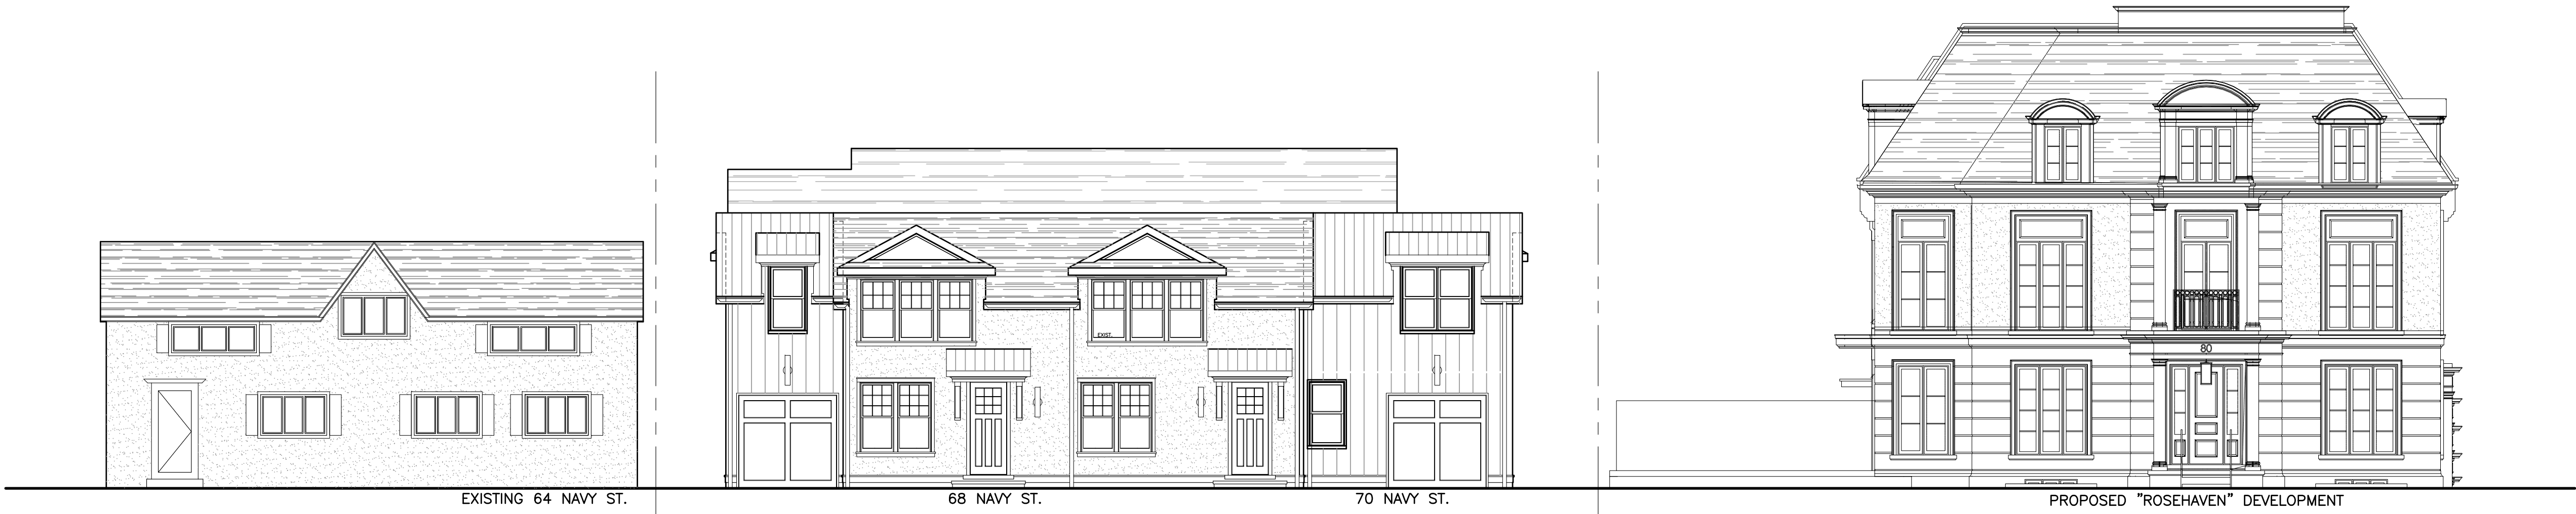 EXIST.
80
EXISTING 64 NAVY ST.
68 NAVY ST.
70 NAVY ST.
PROPOSED "ROSEHAVEN" DEVELOPMENT